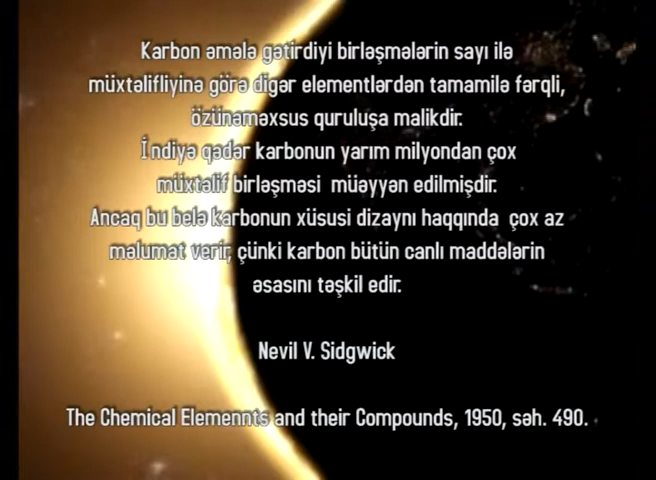 Karbon əmələ gətirdiyi birləşmələrin sayı ilə
müxtəlifliyinə görə digər elementlərdən tamamilə fərqli,
özünəməxsus quruluşa malikdir.
İndiyə qədər karbonun yarım milyondan çox
müxtəlif birləşməsi müəyyən edilmişdir.
Ancaq bu belə karbonun xüsusi dizaynı haqqında çox az
məlumat verir, çünki karbon bütün canlı maddələrin
əsasını təşkil edir.
Nevil V. Sidgwick
The Chemical Elemennts and their Compounds, 1950, səh. 490.